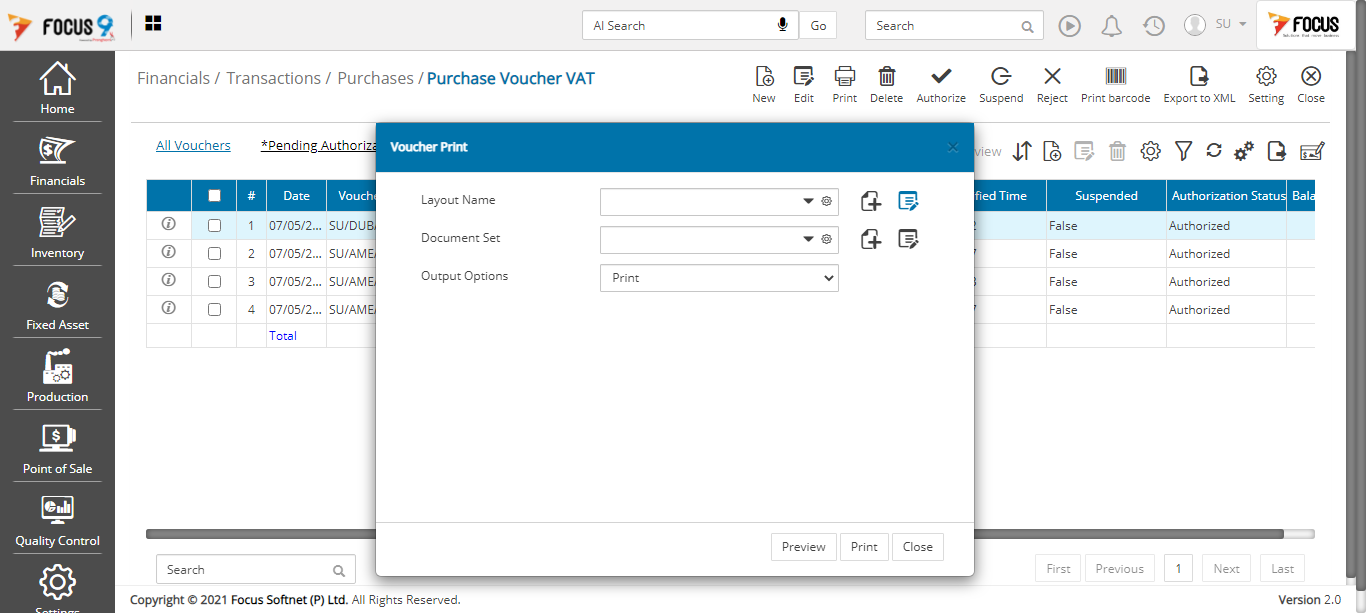 FOCUS 9
AI Search Go Search SU FOCUS
Home
Financials
Inventory
Fixed Asset
Production
Point of Sale
Quality Control
Settings
Financials / Transactions / Purchases / Purchase Voucher VAT
New Edit Print Delete Authorize Suspend Reject Print barcode Export to XML Setting Close
All Vouchers *Pending Authoriza view
# Date Vouche fied Time Suspended Authorization Status Bala
1 07/05/2... SU/DUB False Authorized
2 07/05/2... SU/AME False Authorized
3 07/05/2... SU/AME False Authorized
4 07/05/2... SU/AME False Authorized
Total
Voucher Print
Layout Name
Document Set
Output Options Print
Preview Print Close
Search First Previous 1 Next Last
Copyright © 2021 Focus Softnet (P) Ltd. All Rights Reserved. Version 2.0